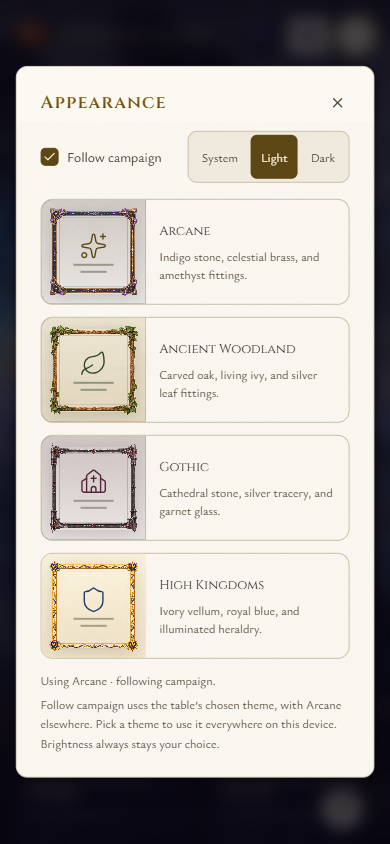 Appearance
Follow campaign
System
Light
Dark
Arcane
Indigo stone, celestial brass, and
amethyst fittings.
Ancient Woodland
Carved oak, living ivy, and silver
leaf fittings.
Gothic
Cathedral stone, silver tracery, and
garnet glass.
High Kingdoms
Ivory vellum, royal blue, and
illuminated heraldry.
Using Arcane · following campaign.
Follow campaign uses the table's chosen theme, with Arcane
elsewhere. Pick a theme to use it everywhere on this device.
Brightness always stays your choice.